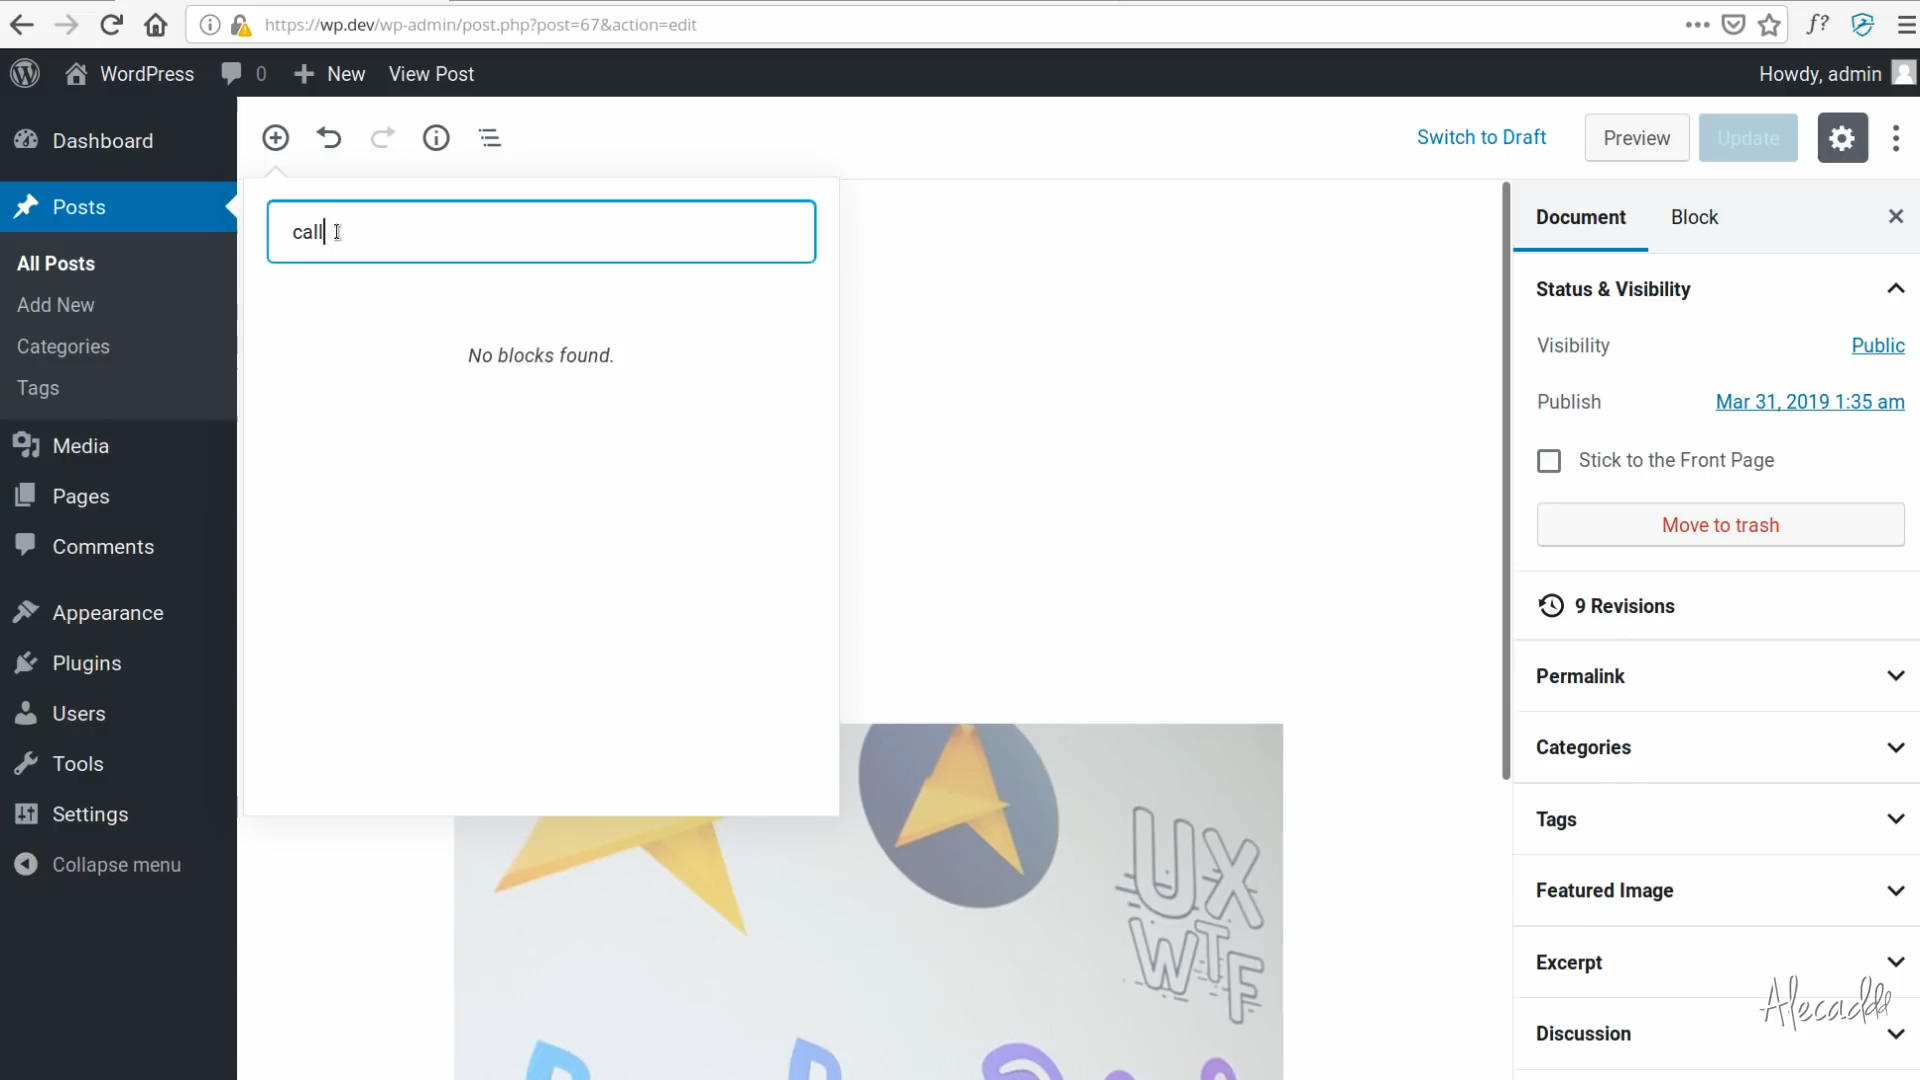 https://wp.dev/wp-admin/post.php?post=67&action=edit
f?
WordPress
0
New
View Post
Howdy, admin
Dashboard
Posts
All Posts
Add New
Categories
Tags
Media
Pages
Comments
Appearance
Plugins
Users
Tools
Settings
Collapse menu
Switch to Draft
Preview
Update
call
No blocks found.
UX
WTF
Document
Block
Status & Visibility
Visibility
Public
Publish
Mar 31, 2019 1:35 am
Stick to the Front Page
Move to trash
9 Revisions
Permalink
Categories
Tags
Featured Image
Excerpt
Discussion
Alecaddd